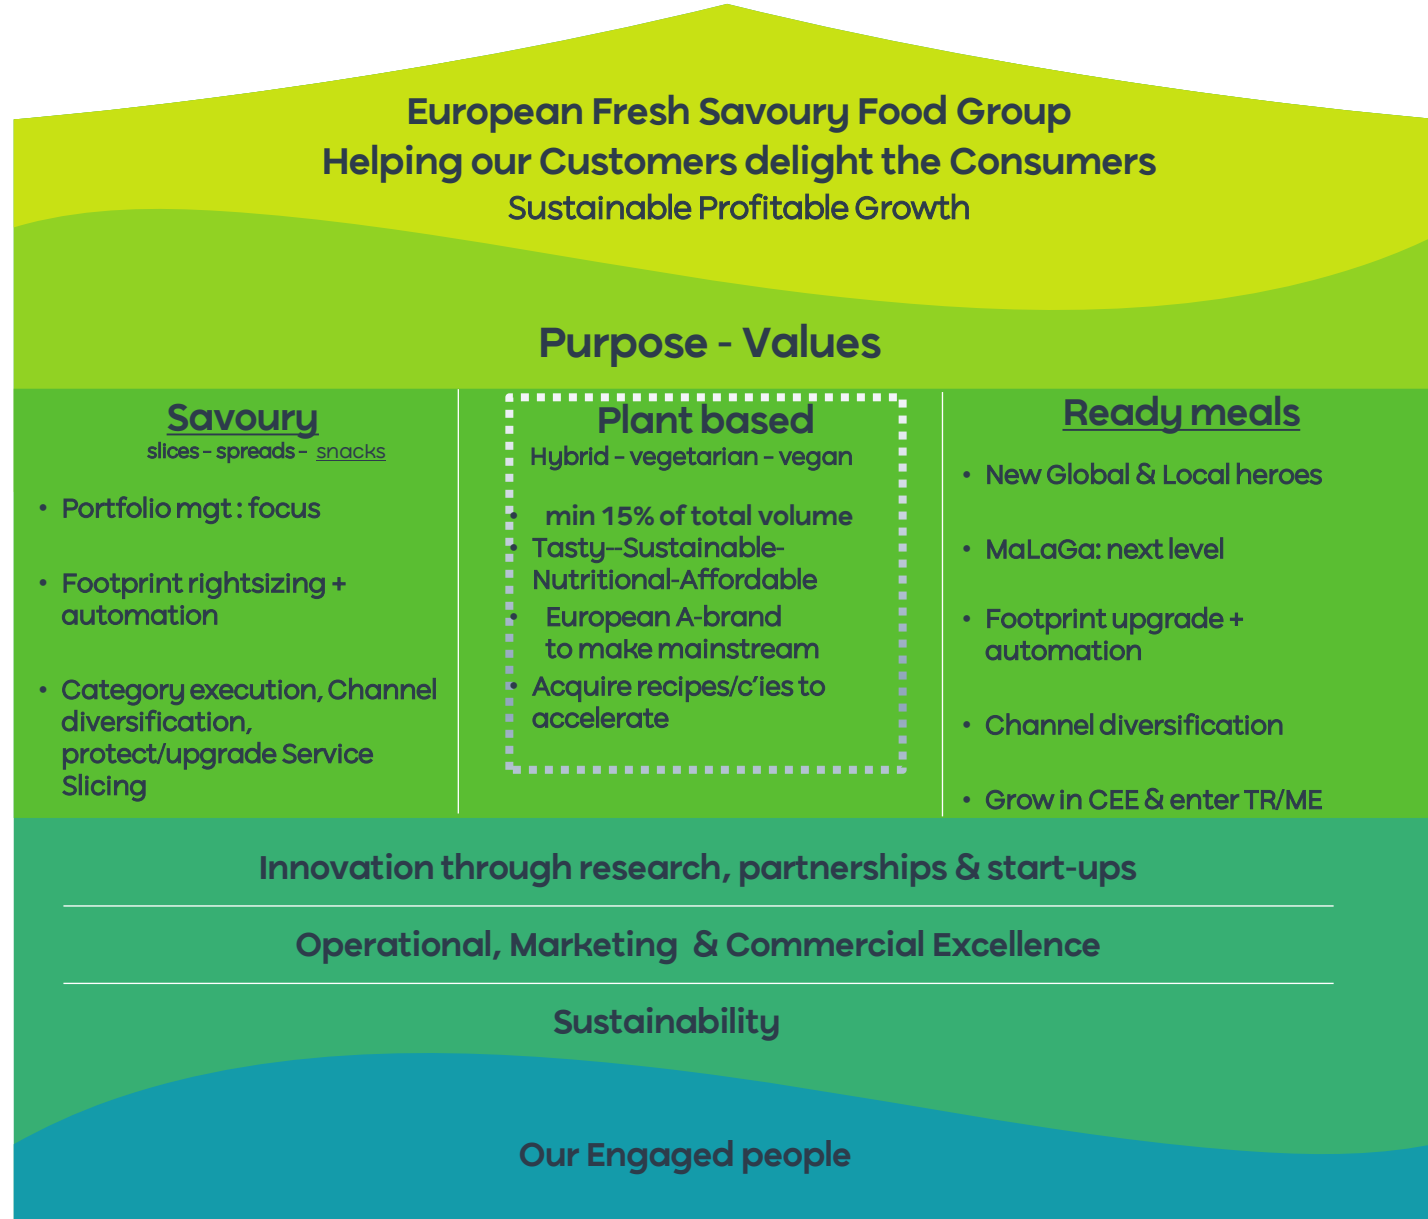 European Fresh Savoury Food Group
Helping our Customers delight the Consumers
Sustainable Profitable Growth
Purpose - Values
Savoury
slices - spreads - snacks
• Portfolio mgt : focus
• Footprint rightsizing +
automation
• Category execution, Channel
diversification,
protect/upgrade Service
Slicing
Plant based
Hybrid - vegetarian - vegan
• min 15% of total volume
• Tasty--Sustainable-
Nutritional-Affordable
• European A-brand
to make mainstream
• Acquire recipes/c'ies to
accelerate
Ready meals
• New Global & Local heroes
• MaLaGa: next level
• Footprint upgrade +
automation
• Channel diversification
• Grow in CEE & enter TR/ME
Innovation through research, partnerships & start-ups
Operational, Marketing & Commercial Excellence
Sustainability
Our Engaged people